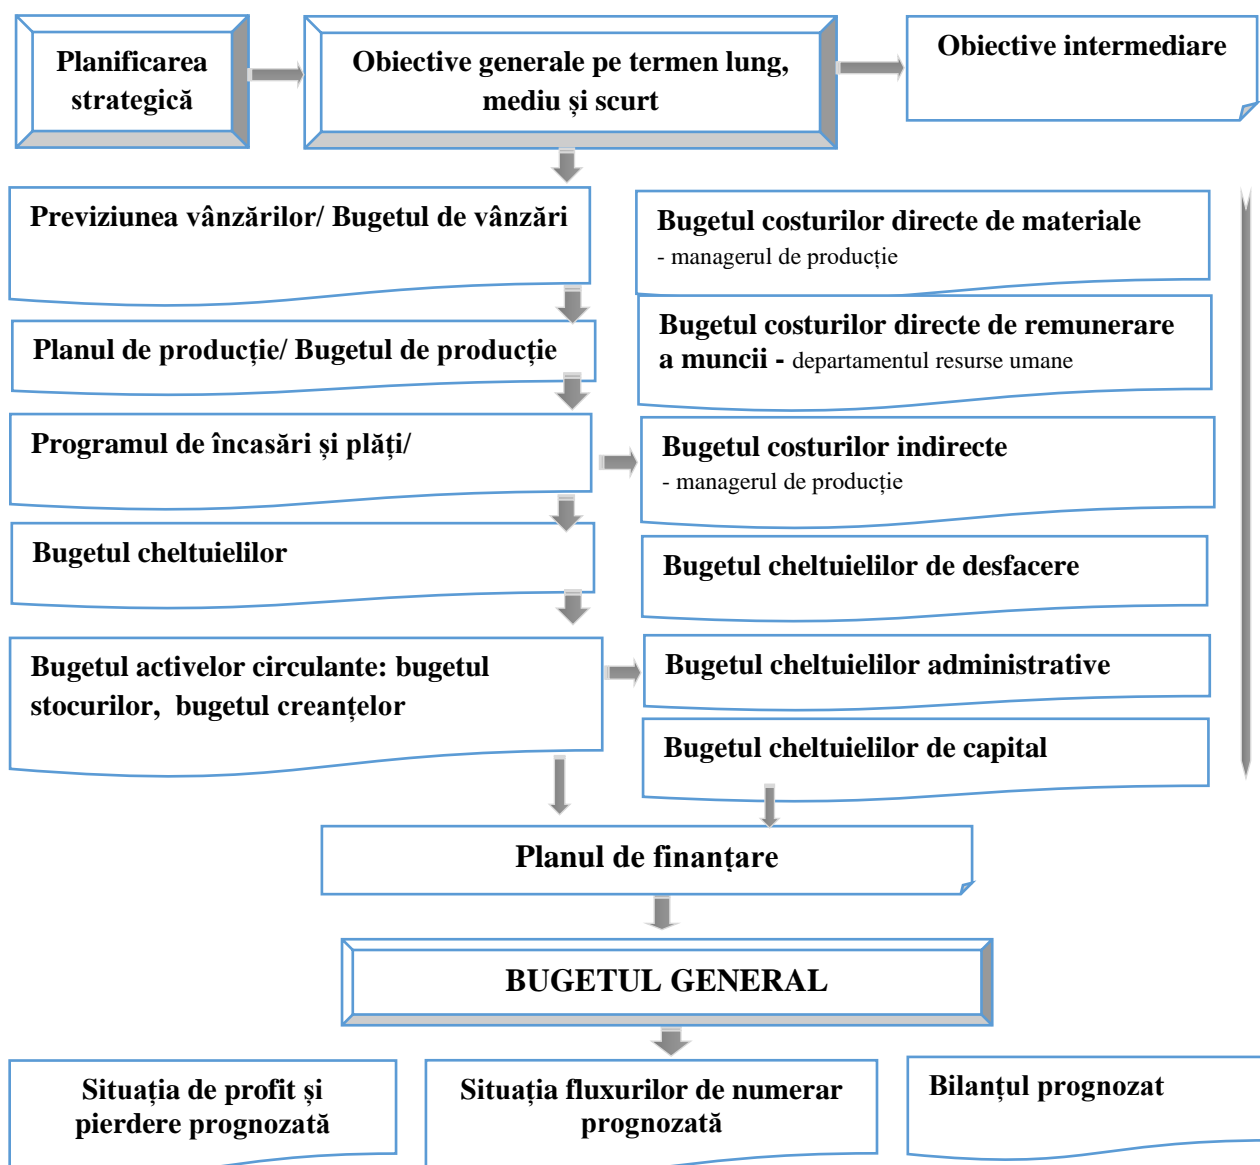 Planificarea
strategică
Obiective generale pe termen lung,
mediu și scurt
Obiective intermediare
Previziunea vânzărilor/ Bugetul de vânzări
Planul de producție/ Bugetul de producție
Programul de încasări și plăți/
Bugetul cheltuielilor
Bugetul activelor circulante: bugetul
stocurilor,  bugetul creanțelor
Bugetul costurilor directe de materiale
- managerul de producție
Bugetul costurilor directe de remunerare
a muncii - departamentul resurse umane
Bugetul costurilor indirecte
- managerul de producție
Bugetul cheltuielilor de desfacere
Bugetul cheltuielilor administrative
Bugetul cheltuielilor de capital
Planul de finanțare
BUGETUL GENERAL
Situația de profit și
pierdere prognozată
Situația fluxurilor de numerar
prognozată
Bilanțul prognozat